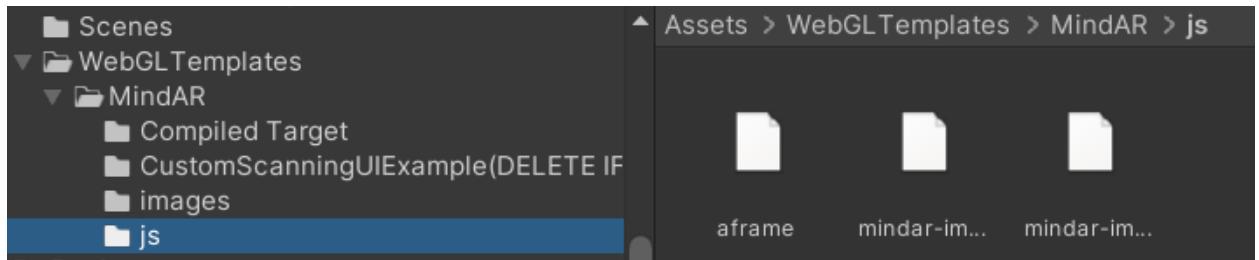 Scenes
WebGLTemplates
MindAR
Compiled Target
CustomScanningUIExample(DELETE IF
images
js
Assets > WebGLTemplates > MindAR > js
aframe
mindar-im...
mindar-im...